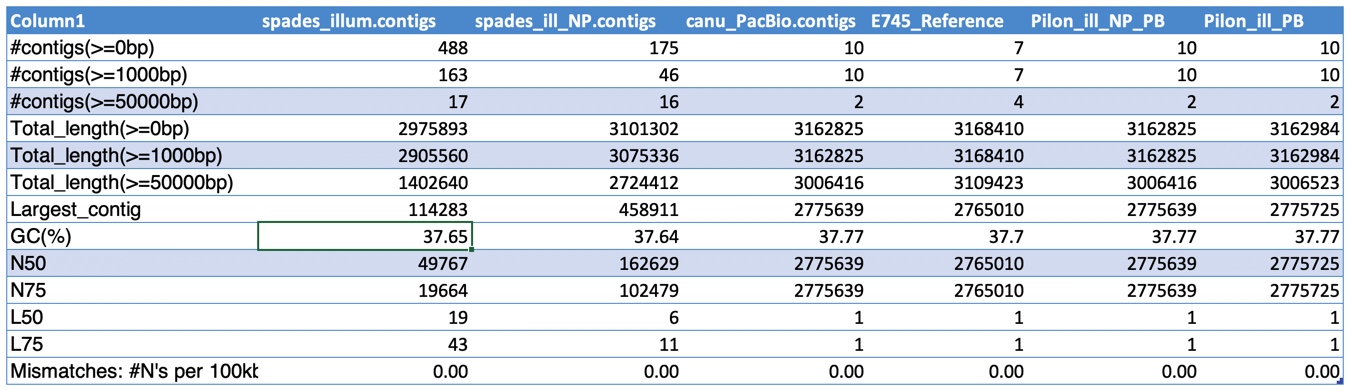 Column1 spades_illum.contigs spades_ill_NP.contigs canu_PacBio.contigs E745_Reference Pilon_ill_NP_PB Pilon_ill_PB
#contigs(>=0bp) 488 175 10 7 10 10
#contigs(>=1000bp) 163 46 10 7 10 10
#contigs(>=50000bp) 17 16 2 4 2 2
Total_length(>=0bp) 2975893 3101302 3162825 3168410 3162825 3162984
Total_length(>=1000bp) 2905560 3075336 3162825 3168410 3162825 3162984
Total_length(>=50000bp) 1402640 2724412 3006416 3109423 3006416 3006523
Largest_contig 114283 458911 2775639 2765010 2775639 2775725
GC(%) 37.65 37.64 37.77 37.7 37.77 37.77
N50 49767 162629 2775639 2765010 2775639 2775725
N75 19664 102479 2775639 2765010 2775639 2775725
L50 19 6 1 1 1 1
L75 43 11 1 1 1 1
Mismatches: #N's per 100kb 0.00 0.00 0.00 0.00 0.00 0.00